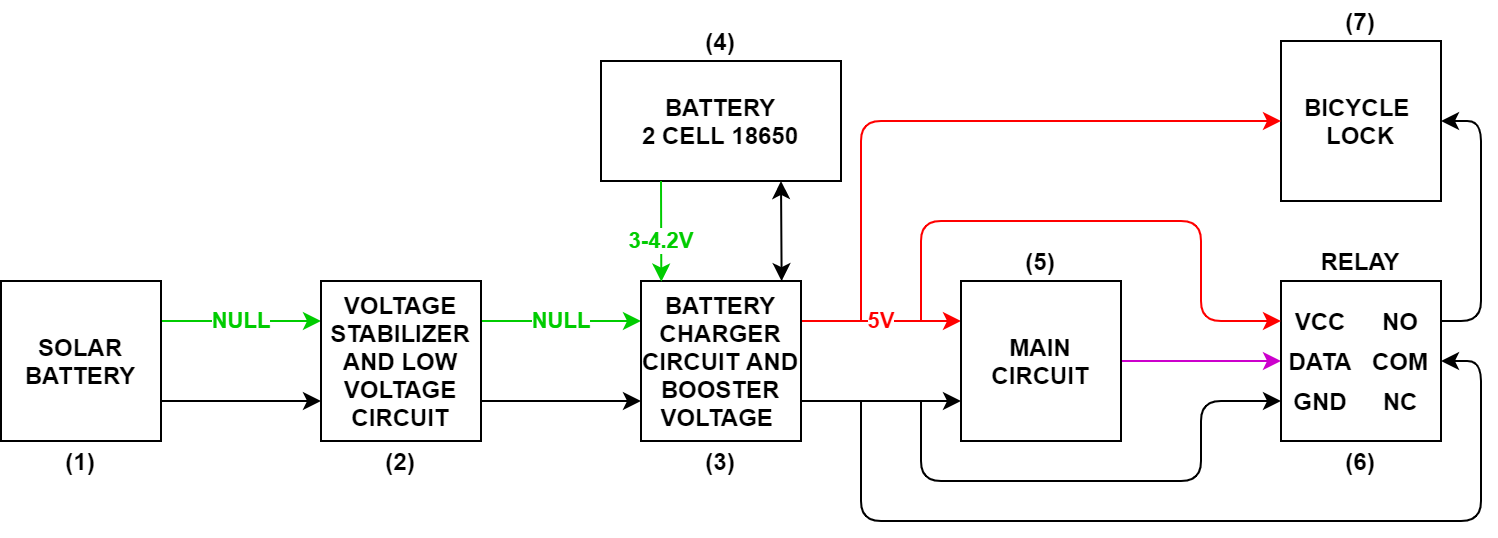 (7)
BICYCLE
LOCK
(4)
BATTERY
2 CELL 18650
3-4.2V
SOLAR
BATTERY
(1)
NULL
VOLTAGE
STABILIZER
AND LOW
VOLTAGE
CIRCUIT
(2)
NULL
BATTERY
CHARGER
CIRCUIT AND
BOOSTER
VOLTAGE
(3)
5V
(5)
MAIN
CIRCUIT
RELAY
VCC NO
DATA COM
GND NC
(6)